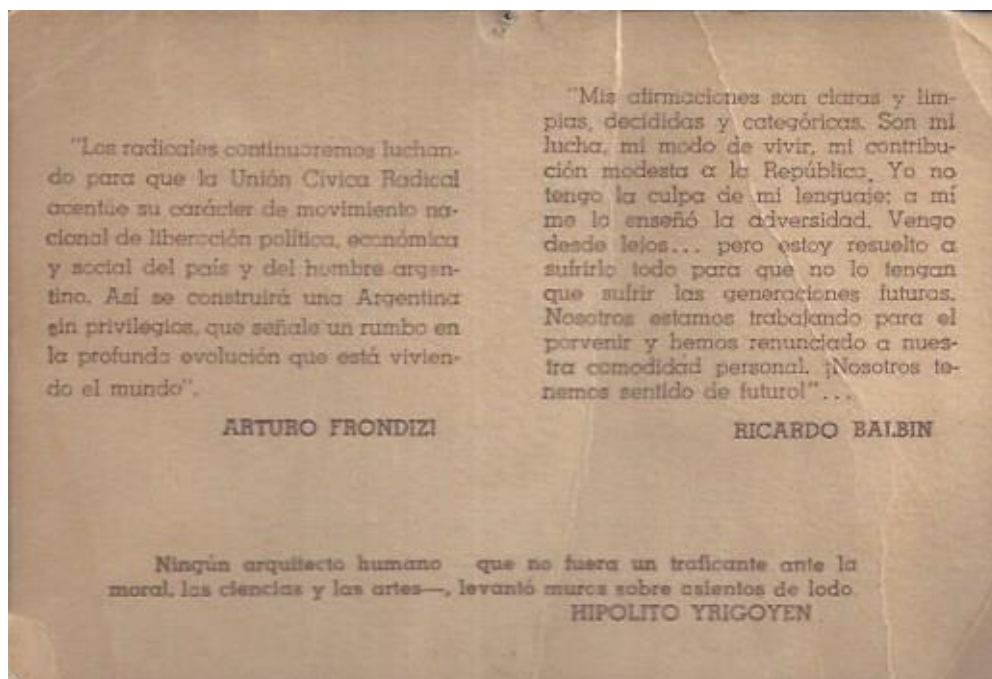 "Los radicales continuaremos luchan-
do para que la Unión Cívica Radical
acentúe su carácter de movimiento na-
cional de liberación política, económica
y social del país y del hombre argen-
tino. Así se construirá una Argentina
sin privilegios, que señale un rumbo en
la profunda evolución que está vivien-
do el mundo".
ARTURO FRONDIZI
"Mis afirmaciones son claras y lim-
pias, decididas y categóricas. Son mi
lucha, mi modo de vivir, mi contribu-
ción modesta a la República. Yo no
tengo la culpa de mi lenguaje; a mí
me lo enseñó la adversidad. Vengo
desde lejos... pero estoy resuelto a
sufrirlo todo para que no lo tengan
que sufrir las generaciones futuras.
Nosotros estamos trabajando para el
porvenir y hemos renunciado a nues-
tra comodidad personal. ¡Nosotros te-
nemos sentido de futuro!"...
RICARDO BALBIN
Ningún arquitecto humano que no fuera un traficante ante la
moral, las ciencias y las artes—, levantó muros sobre asientos de lodo
HIPOLITO YRIGOYEN